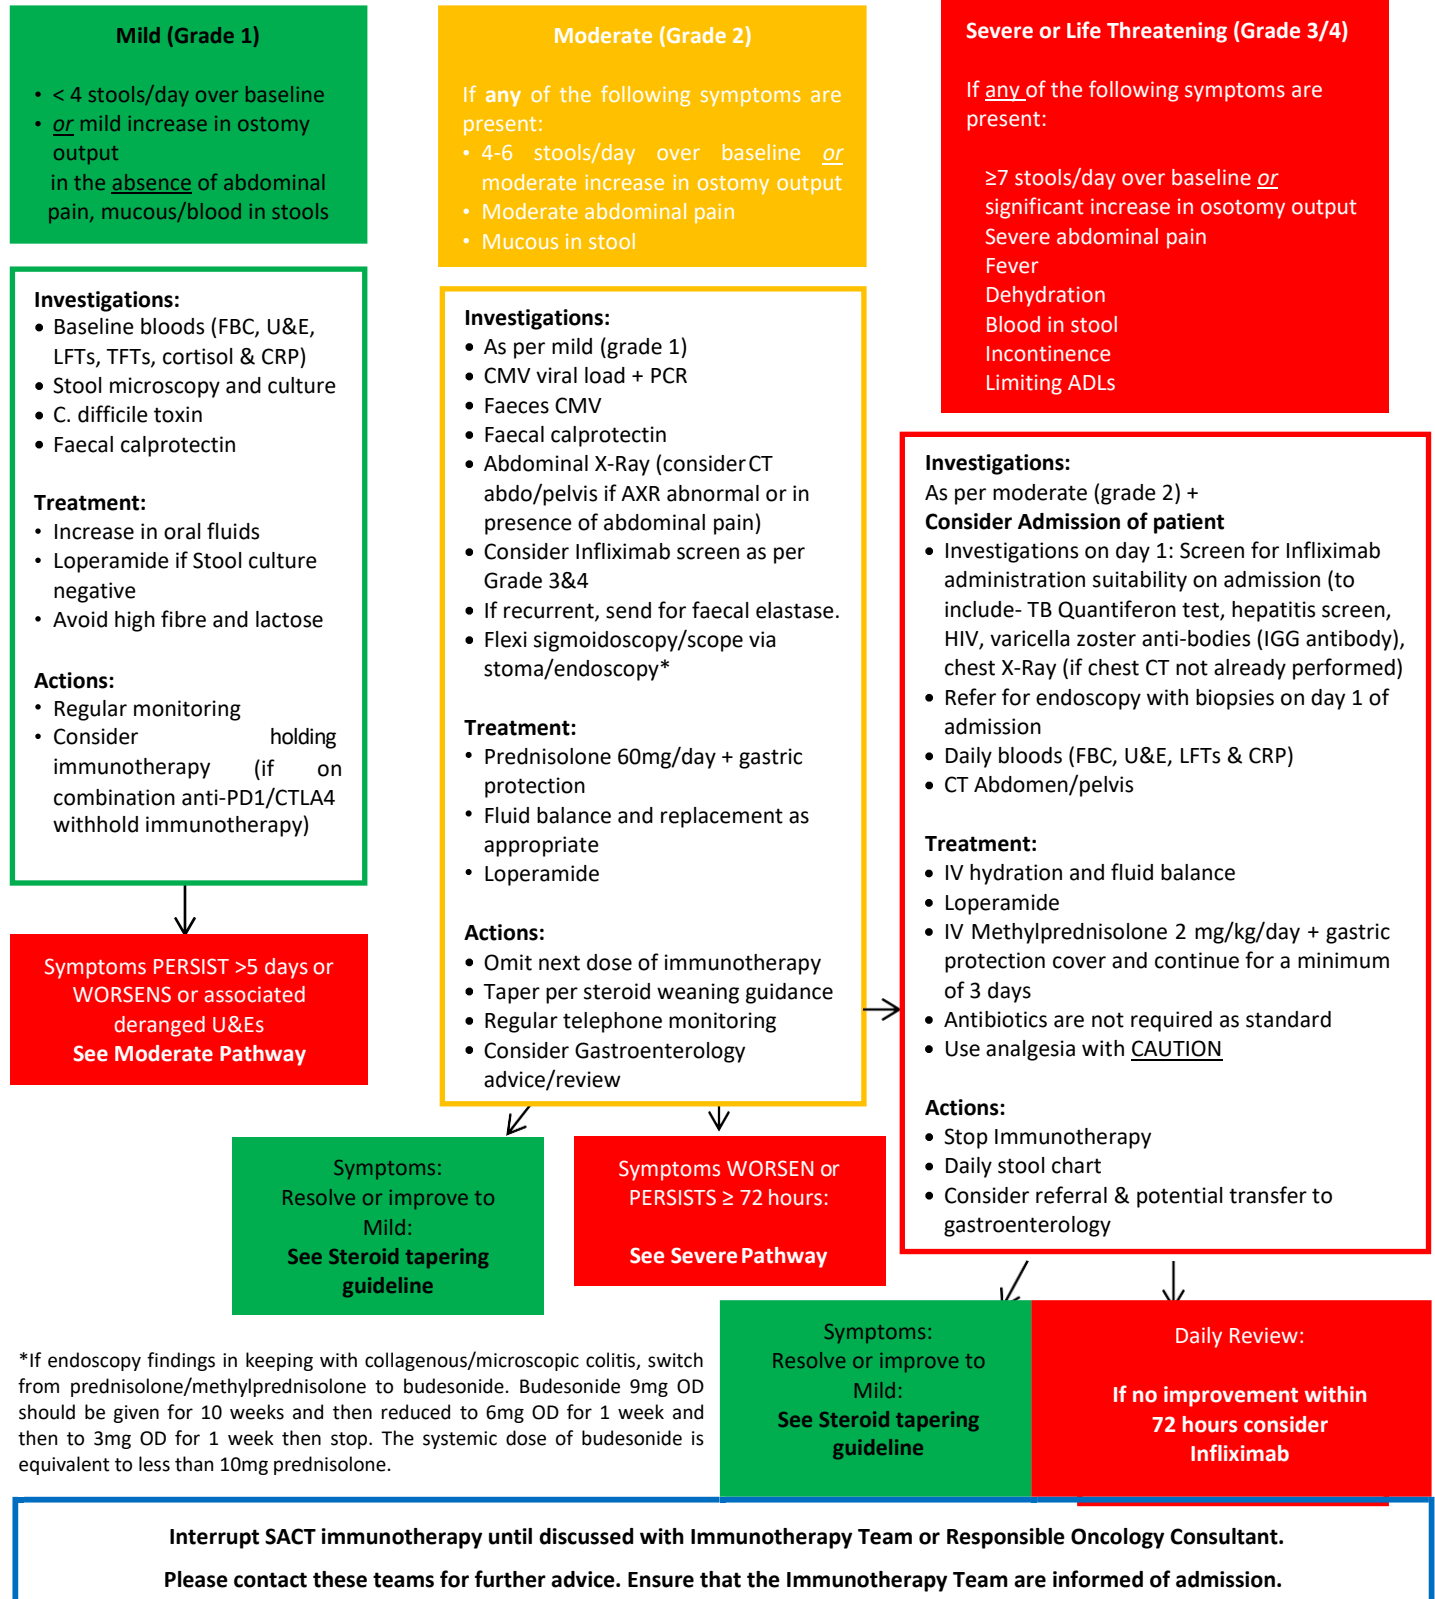 Mild (Grade 1)
• < 4 stools/day over baseline
• or mild increase in ostomy
output
in the absence of abdominal
pain, mucous/blood in stools
Investigations:
• Baseline bloods (FBC, U&E,
LFTs, TFTs, cortisol & CRP)
• Stool microscopy and culture
• C. difficile toxin
• Faecal calprotectin
Treatment:
• Increase in oral fluids
• Loperamide if Stool culture
negative
• Avoid high fibre and lactose
Actions:
• Regular monitoring
• Consider holding
immunotherapy (if on
combination anti-PD1/CTLA4
withhold immunotherapy)
Symptoms PERSIST >5 days or
WORSENS or associated
deranged U&Es
See Moderate Pathway
Moderate (Grade 2)
If any of the following symptoms are
present:
• 4-6 stools/day over baseline or
moderate increase in ostomy output
• Moderate abdominal pain
• Mucous in stool
Investigations:
• As per mild (grade 1)
• CMV viral load + PCR
• Faeces CMV
• Faecal calprotectin
• Abdominal X-Ray (consider CT
abdo/pelvis if AXR abnormal or in
presence of abdominal pain)
• Consider Infliximab screen as per
Grade 3&4
• If recurrent, send for faecal elastase.
• Flexi sigmoidoscopy/scope via
stoma/endoscopy*
Treatment:
• Prednisolone 60mg/day + gastric
protection
• Fluid balance and replacement as
appropriate
• Loperamide
Actions:
• Omit next dose of immunotherapy
• Taper per steroid weaning guidance
• Regular telephone monitoring
• Consider Gastroenterology
advice/review
Symptoms:
Resolve or improve to
Mild:
See Steroid tapering
guideline
Symptoms WORSEN or
PERSISTS ≥ 72 hours:
See Severe Pathway
Severe or Life Threatening (Grade 3/4)
If any of the following symptoms are
present:
≥7 stools/day over baseline or
significant increase in osotomy output
Severe abdominal pain
Fever
Dehydration
Blood in stool
Incontinence
Limiting ADLs
Investigations:
As per moderate (grade 2) +
Consider Admission of patient
• Investigations on day 1: Screen for Infliximab
administration suitability on admission (to
include- TB Quantiferon test, hepatitis screen,
HIV, varicella zoster anti-bodies (IGG antibody),
chest X-Ray (if chest CT not already performed)
• Refer for endoscopy with biopsies on day 1 of
admission
• Daily bloods (FBC, U&E, LFTs & CRP)
• CT Abdomen/pelvis
Treatment:
• IV hydration and fluid balance
• Loperamide
• IV Methylprednisolone 2 mg/kg/day + gastric
protection cover and continue for a minimum
of 3 days
• Antibiotics are not required as standard
• Use analgesia with CAUTION
Actions:
• Stop Immunotherapy
• Daily stool chart
• Consider referral & potential transfer to
gastroenterology
Symptoms:
Resolve or improve to
Mild:
See Steroid tapering
guideline
Daily Review:
If no improvement within
72 hours consider
Infliximab
*If endoscopy findings in keeping with collagenous/microscopic colitis, switch
from prednisolone/methylprednisolone to budesonide. Budesonide 9mg OD
should be given for 10 weeks and then reduced to 6mg OD for 1 week and
then to 3mg OD for 1 week then stop. The systemic dose of budesonide is
equivalent to less than 10mg prednisolone.
Interrupt SACT immunotherapy until discussed with Immunotherapy Team or Responsible Oncology Consultant.
Please contact these teams for further advice. Ensure that the Immunotherapy Team are informed of admission.